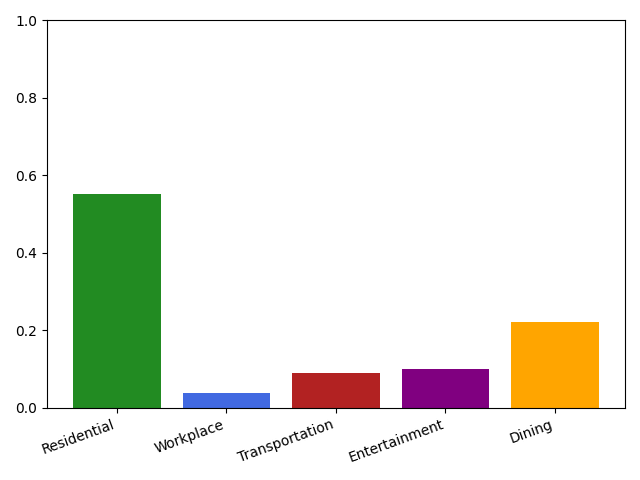 1.0
0.8
0.6
0.4
0.2
0.0
Residential
Workplace
Transportation
Entertainment
Dining